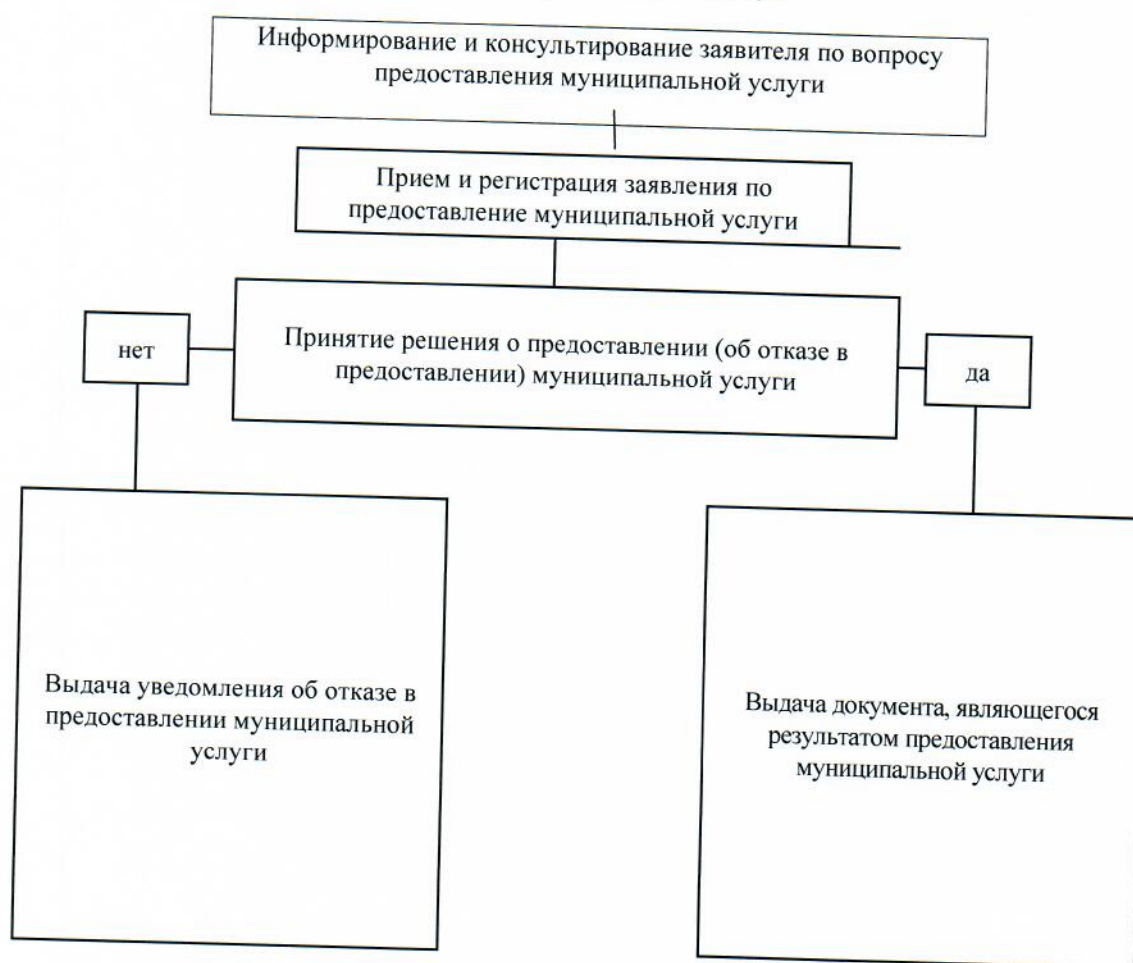 Информирование и консультирование заявителя по вопросу
предоставления муниципальной услуги
Прием и регистрация заявления по
предоставление муниципальной услуги
Принятие решения о предоставлении (об отказе в
предоставлении) муниципальной услуги
нет
да
Выдача уведомления об отказе в
предоставлении муниципальной
услуги
Выдача документа, являющегося
результатом предоставления
муниципальной услуги